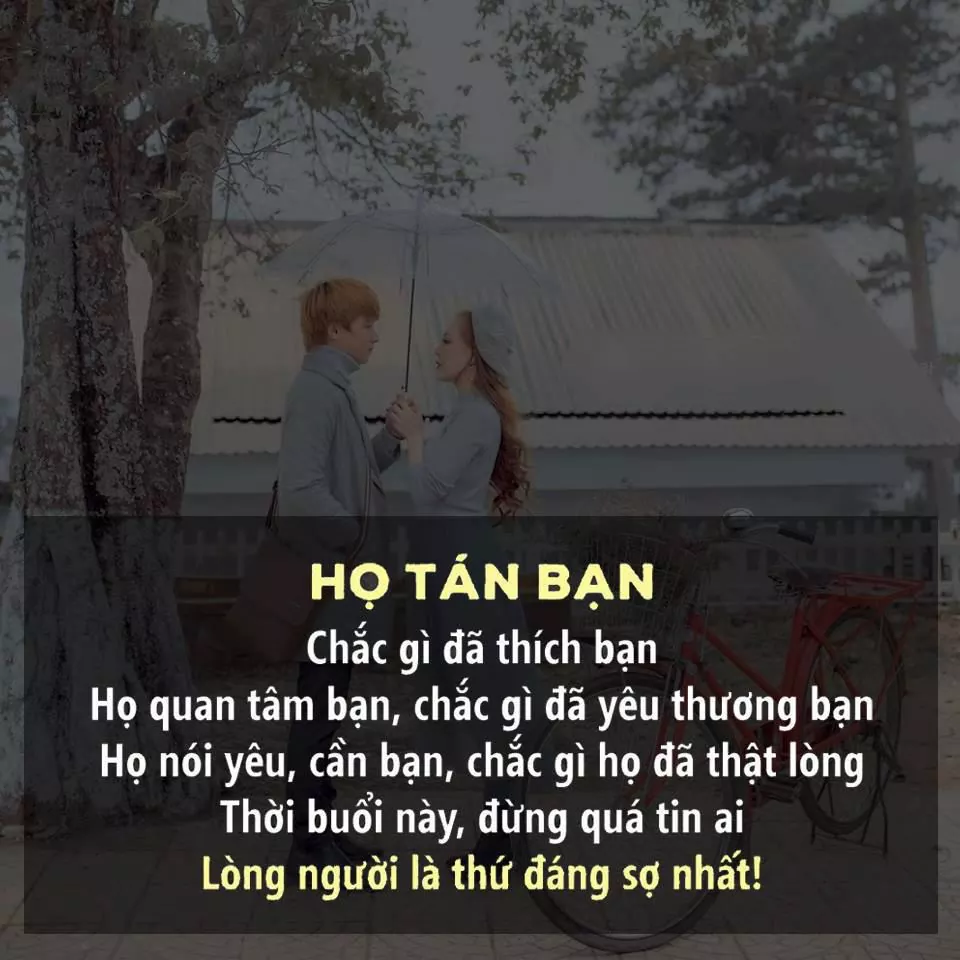 HỌ TÁN BẠN
Chắc gì đã thích bạn
Họ quan tâm bạn, chắc gì đã yêu thương bạn
Họ nói yêu, cần bạn, chắc gì họ đã thật lòng
Thời buổi này, đừng quá tin ai
Lòng người là thứ đáng sợ nhất!